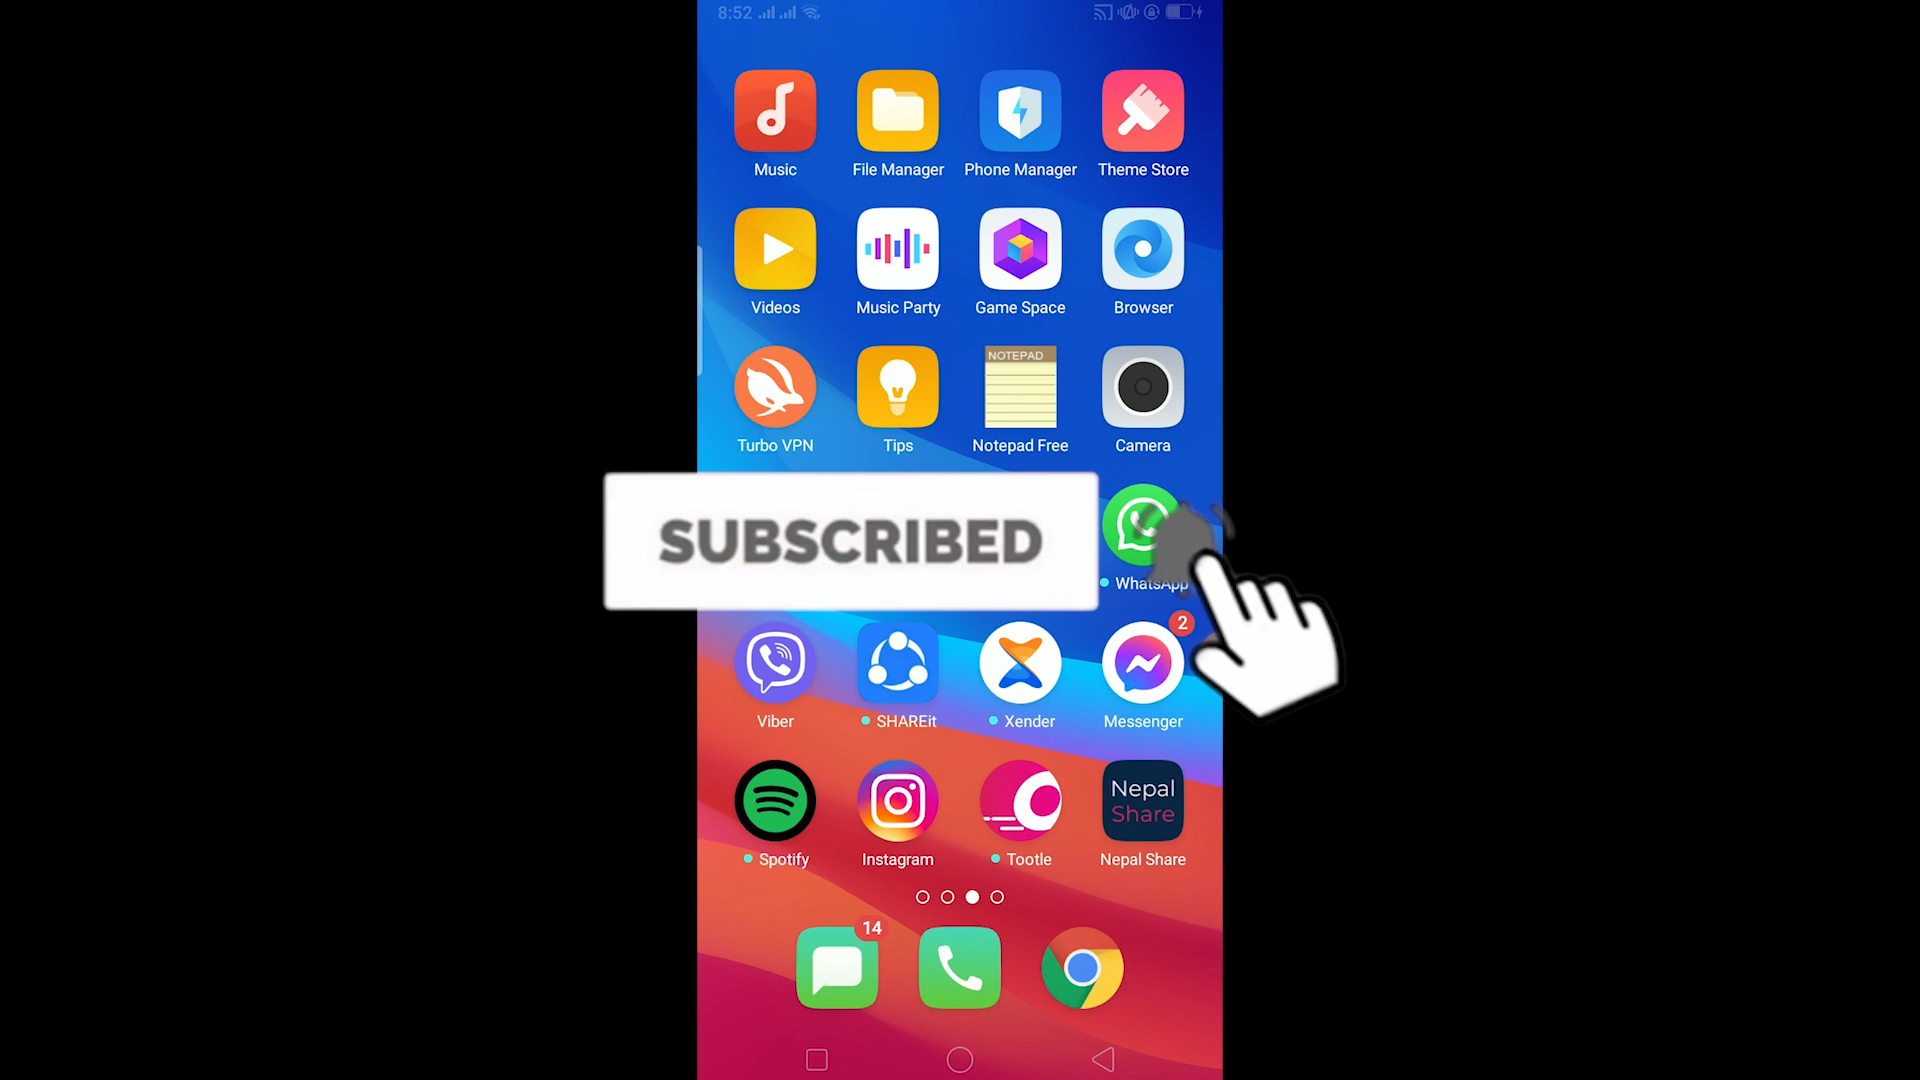 8:52
Music File Manager Phone Manager Theme Store
Videos Music Party Game Space Browser
NOTEPAD
Turbo VPN Tips Notepad Free Camera
SUBSCRIBED
WhatsApp
2
Viber SHAREit Xender Messenger
Nepal
Share
Spotify Instagram Tootle Nepal Share
14